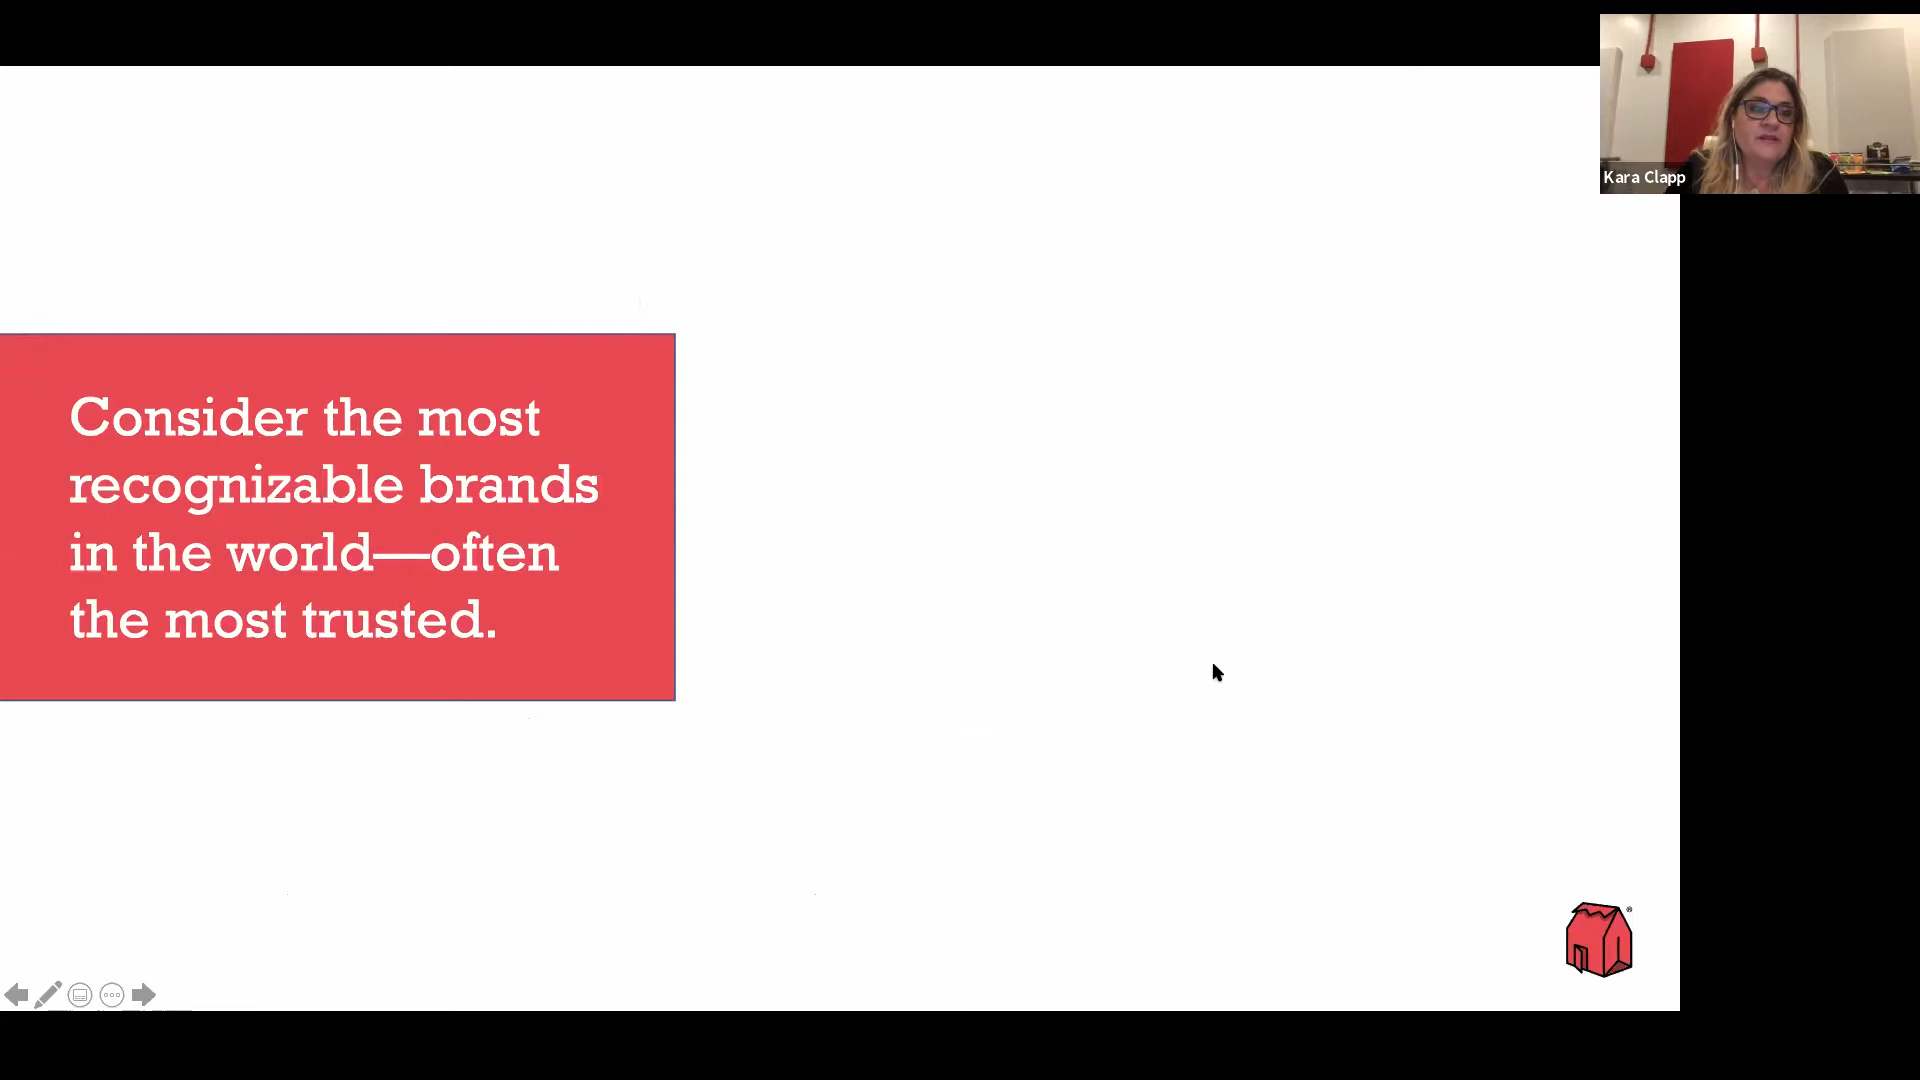 Kara Clapp
Consider the most
recognizable brands
in the world—often
the most trusted.
®